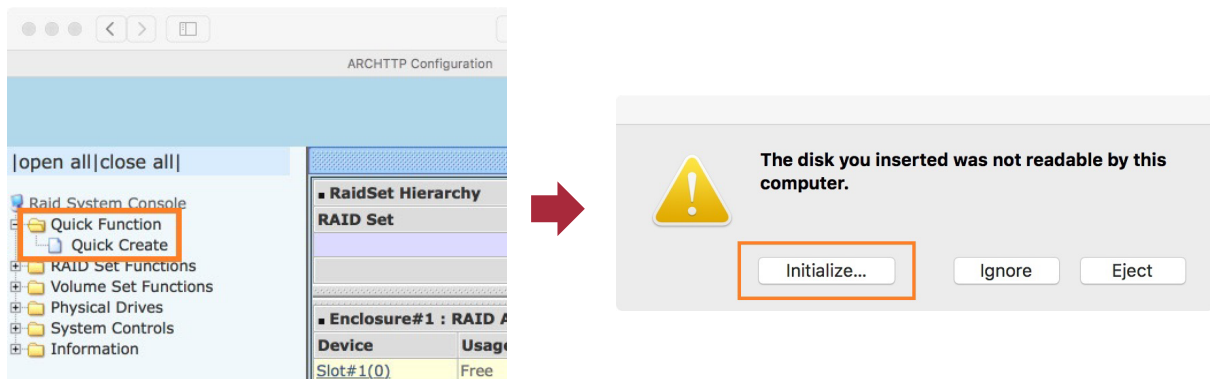 ARCHTTP Configuration
|open all|close all|
Raid System Console
Quick Function
Quick Create
RAID Set Functions
Volume Set Functions
Physical Drives
System Controls
Information
RaidSet Hierarchy
RAID Set
Enclosure#1 : RAID A
Device Usage
Slot#1(0) Free
The disk you inserted was not readable by this
computer.
Initialize... Ignore Eject